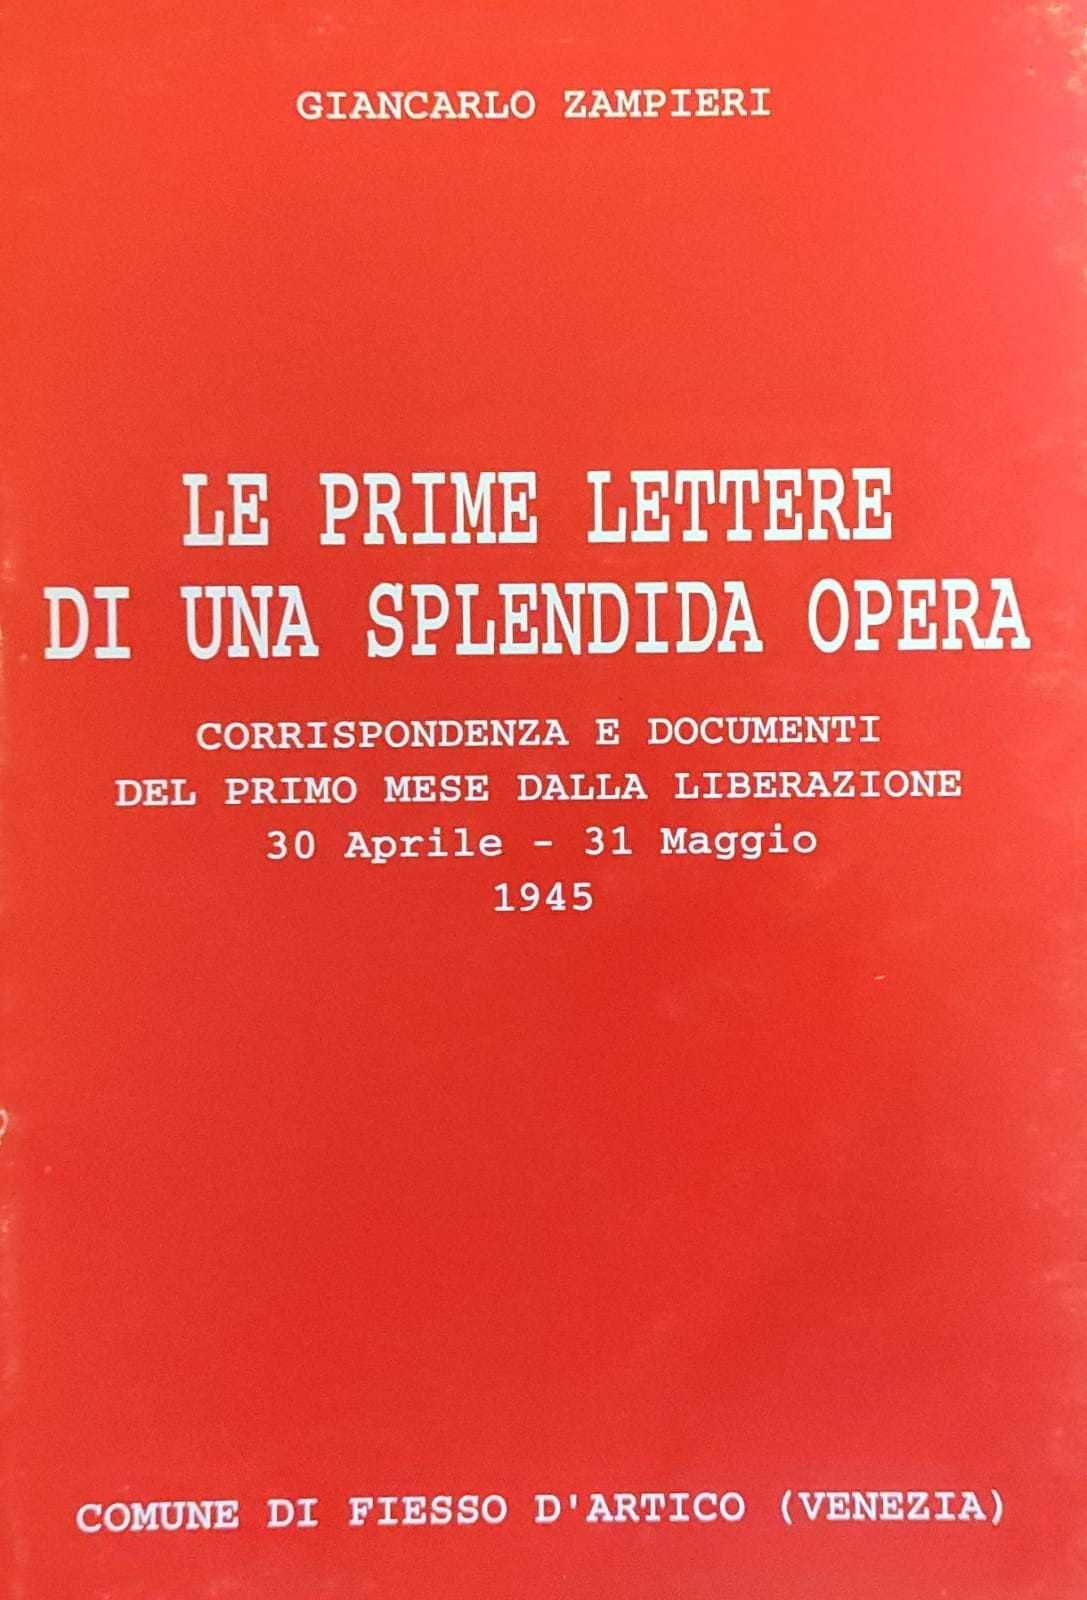 GIANCARLO ZAMPIERI
LE PRIME LETTERE
DI UNA SPLENDIDA OPERA
CORRISPONDENZA E DOCUMENTI
DEL PRIMO MESE DALLA LIBERAZIONE
30 Aprile - 31 Maggio
1945
COMUNE DI FIESSO D'ARTICO (VENEZIA)